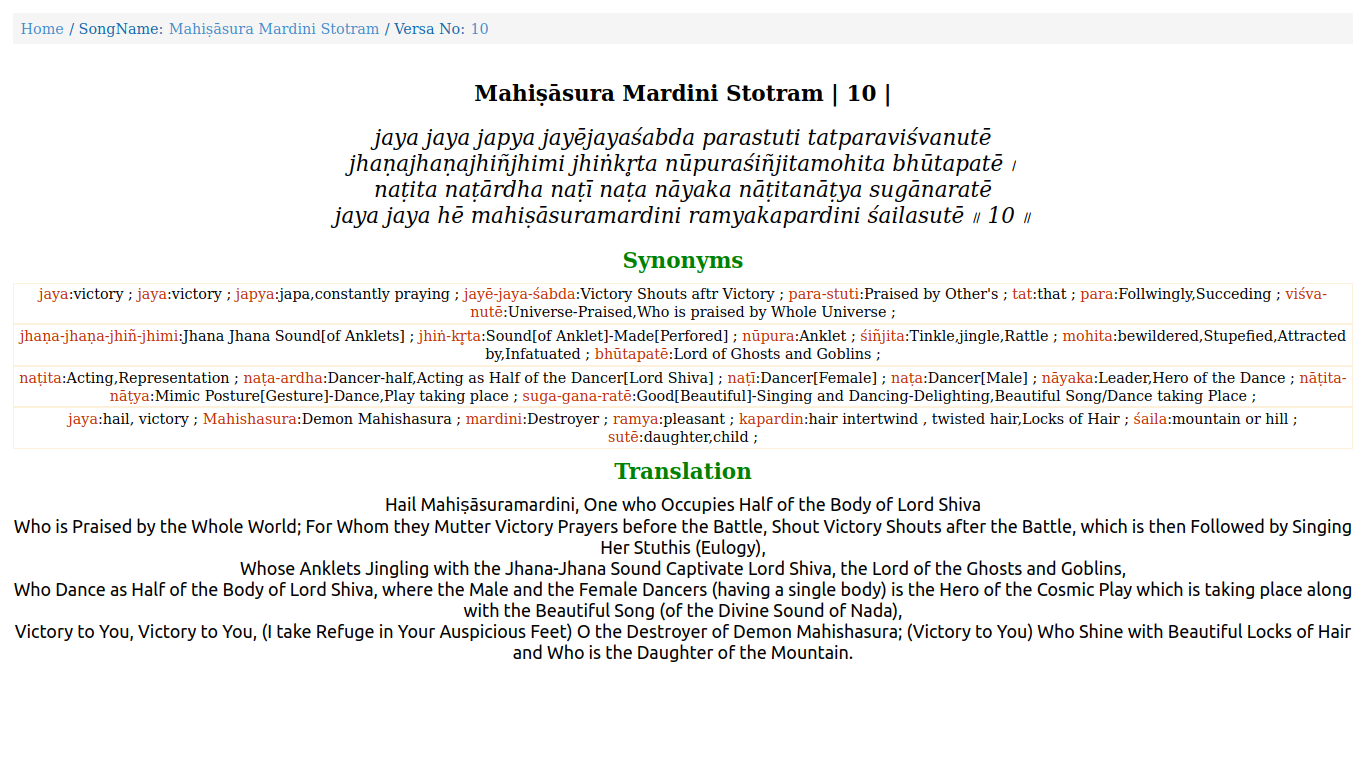 Home / SongName: Mahiṣāsura Mardini Stotram / Versa No: 10
Mahiṣāsura Mardini Stotram | 10 |
jaya jaya japya jayējayaśabda parastuti tatparaviśvanutē
jhaṇajhaṇajhiñjhimi jhiṅkr̥ta nūpuraśiñjitamohita bhūtapatē ।
naṭita naṭārdha naṭī naṭa nāyaka nāṭitanāṭya sugānaratē
jaya jaya hē mahiṣāsuramardini ramyakapardini śailasutē ॥ 10 ॥
Synonyms
jaya:victory ; jaya:victory ; japya:japa,constantly praying ; jayē-jaya-śabda:Victory Shouts aftr Victory ; para-stuti:Praised by Other's ; tat:that ; para:Follwingly,Succeding ; viśva-
nutē:Universe-Praised,Who is praised by Whole Universe ;
jhaṇa-jhaṇa-jhiñ-jhimi:Jhana Jhana Sound[of Anklets] ; jhiṅ-kr̥ta:Sound[of Anklet]-Made[Perfored] ; nūpura:Anklet ; śiñjita:Tinkle,jingle,Rattle ; mohita:bewildered,Stupefied,Attracted
by,Infatuated ; bhūtapatē:Lord of Ghosts and Goblins ;
naṭita:Acting,Representation ; naṭa-ardha:Dancer-half,Acting as Half of the Dancer[Lord Shiva] ; naṭī:Dancer[Female] ; naṭa:Dancer[Male] ; nāyaka:Leader,Hero of the Dance ; nāṭita-
nāṭya:Mimic Posture[Gesture]-Dance,Play taking place ; suga-gana-ratē:Good[Beautiful]-Singing and Dancing-Delighting,Beautiful Song/Dance taking Place ;
jaya:hail, victory ; Mahishasura:Demon Mahishasura ; mardini:Destroyer ; ramya:pleasant ; kapardin:hair intertwind , twisted hair,Locks of Hair ; śaila:mountain or hill ;
sutē:daughter,child ;
Translation
Hail Mahiṣāsuramardini, One who Occupies Half of the Body of Lord Shiva
Who is Praised by the Whole World; For Whom they Mutter Victory Prayers before the Battle, Shout Victory Shouts after the Battle, which is then Followed by Singing
Her Stuthis (Eulogy),
Whose Anklets Jingling with the Jhana-Jhana Sound Captivate Lord Shiva, the Lord of the Ghosts and Goblins,
Who Dance as Half of the Body of Lord Shiva, where the Male and the Female Dancers (having a single body) is the Hero of the Cosmic Play which is taking place along
with the Beautiful Song (of the Divine Sound of Nada),
Victory to You, Victory to You, (I take Refuge in Your Auspicious Feet) O the Destroyer of Demon Mahishasura; (Victory to You) Who Shine with Beautiful Locks of Hair
and Who is the Daughter of the Mountain.